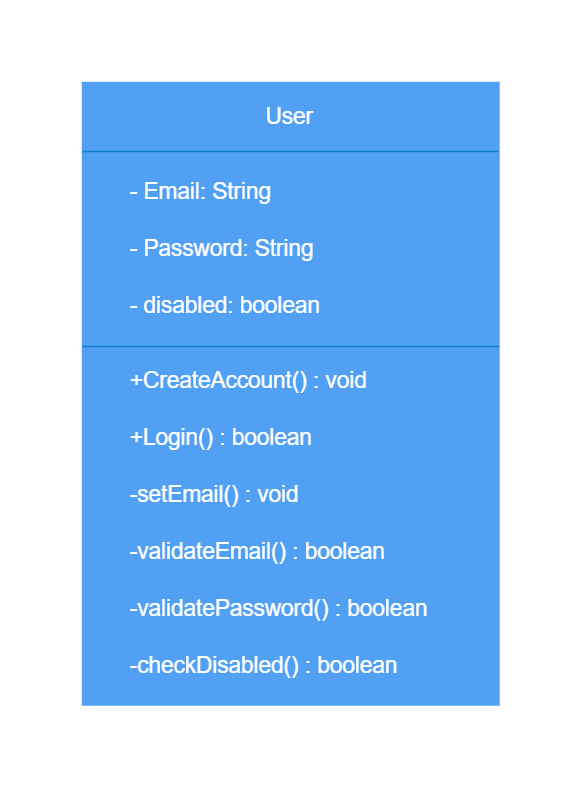 User
- Email: String
- Password: String
- disabled: boolean
+CreateAccount() : void
+Login() : boolean
-setEmail() : void
-validateEmail() : boolean
-validatePassword() : boolean
-checkDisabled() : boolean